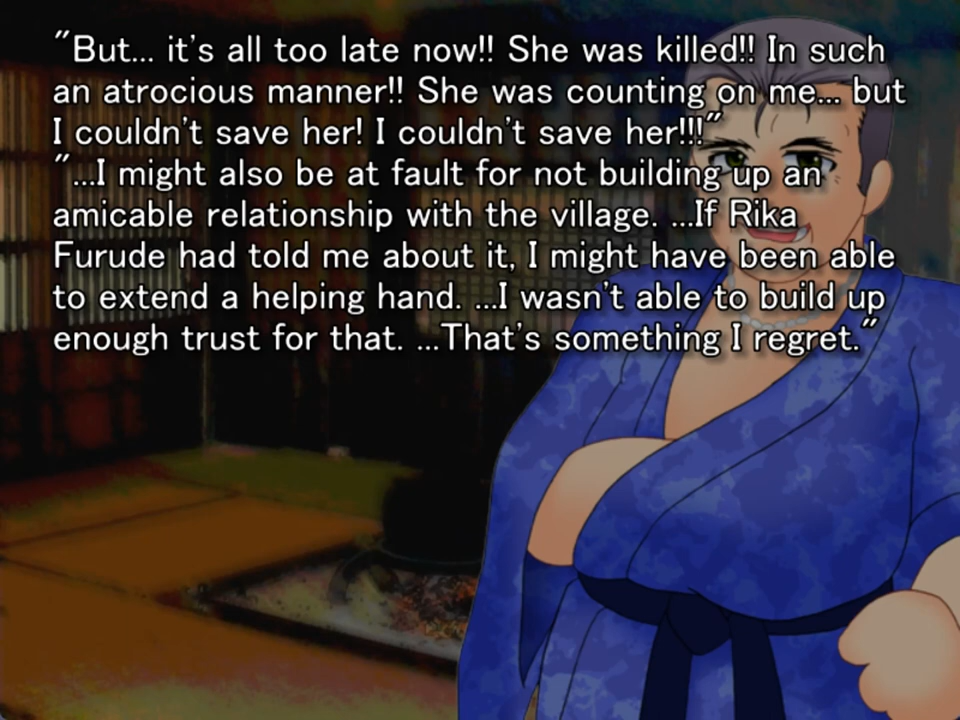 "But... it's all too late now!! She was killed!! In such
an atrocious manner!! She was counting on me... but
I couldn't save her! I couldn't save her!!!"
"...I might also be at fault for not building up an
amicable relationship with the village. ...If Rika
Furude had told me about it, I might have been able
to extend a helping hand. ...I wasn't able to build up
enough trust for that. ...That's something I regret."